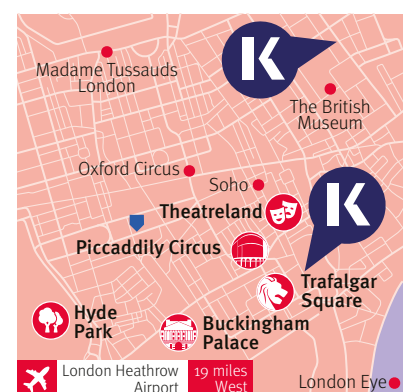 K
Madame Tussauds
London
The British
Museum
Oxford Circus
Soho
K
Theatreland
Piccadilly Circus
Trafalgar
Square
Hyde
Park
Buckingham
Palace
London Heathrow
Airport
19 miles
West
London Eye